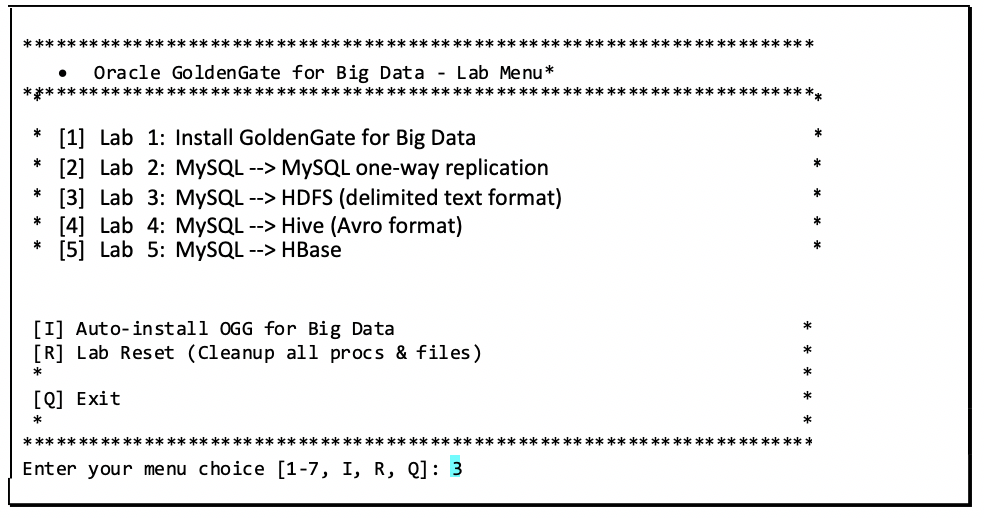 ************************************************************************
• Oracle GoldenGate for Big Data - Lab Menu*
************************************************************************
* *
* [1] Lab 1: Install GoldenGate for Big Data *
* [2] Lab 2: MySQL --> MySQL one-way replication *
* [3] Lab 3: MySQL --> HDFS (delimited text format) *
* [4] Lab 4: MySQL --> Hive (Avro format) *
* [5] Lab 5: MySQL --> HBase *
[I] Auto-install OGG for Big Data *
[R] Lab Reset (Cleanup all procs & files) *
* *
[Q] Exit *
* *
************************************************************************
Enter your menu choice [1-7, I, R, Q]: 3